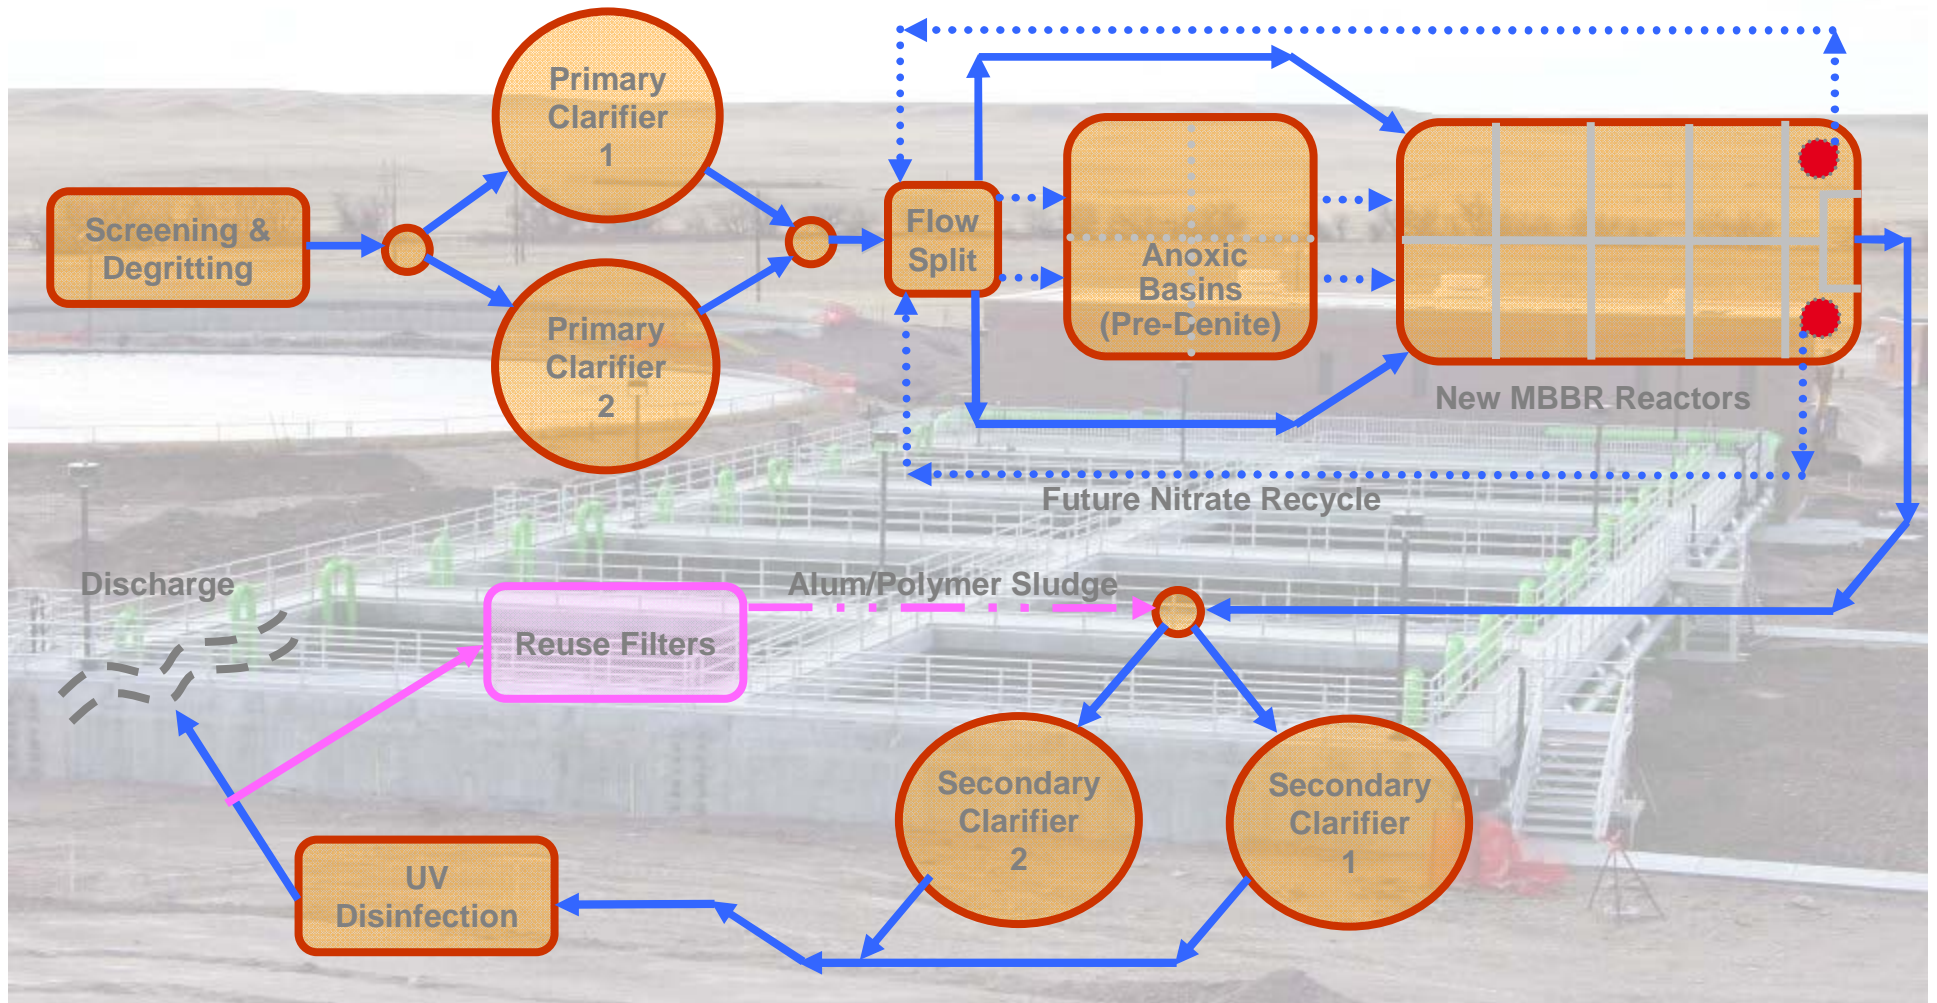 Primary
Clarifier
1
Screening &
Degritting
Flow
Split
Anoxic
Basins
(Pre-Denite)
Primary
Clarifier
2
New MBBR Reactors
Future Nitrate Recycle
Discharge
Alum/Polymer Sludge
Reuse Filters
Secondary
Clarifier
2
Secondary
Clarifier
1
UV
Disinfection